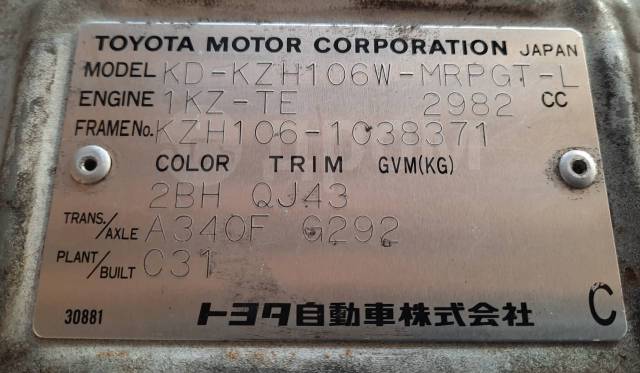 TOYOTA MOTOR CORPORATION JAPAN
MODEL KD-KZH106W-MRPGT-L
ENGINE 1KZ-TE 2982 CC
FRAME No. KZH106-1038371
COLOR TRIM GVM(KG)
2BH QJ43
TRANS./AXLE A340F G292
PLANT/BUILT C31
30881 トヨタ自動車株式会社 C